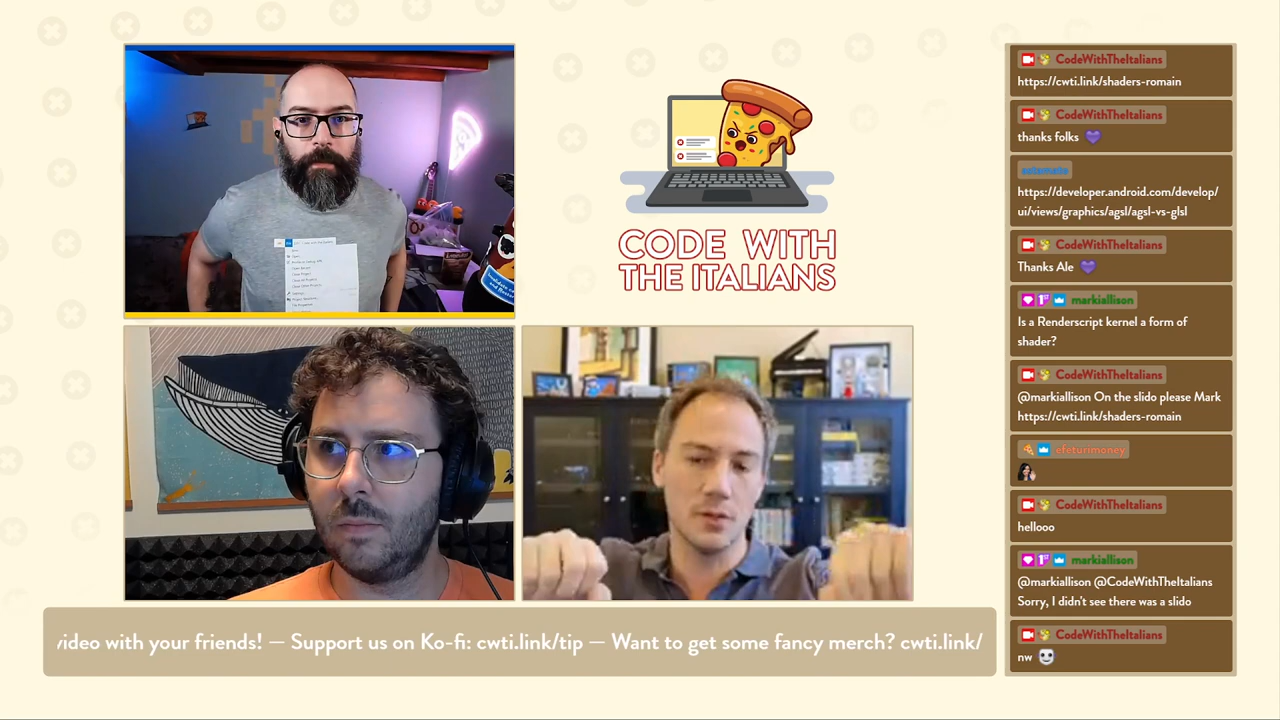 CODE WITH
THE ITALIANS
CodeWithTheItalians
https://cwti.link/shaders-romain
CodeWithTheItalians
thanks folks
https://developer.android.com/develop/
ui/views/graphics/agsl/agsl-vs-glsl
CodeWithTheItalians
Thanks Ale
markiallison
Is a Renderscript kernel a form of
shader?
CodeWithTheItalians
@markiallison On the slido please Mark
https://cwti.link/shaders-romain
efeturimoney
CodeWithTheItalians
hellooo
markiallison
@markiallison @CodeWithTheItalians
Sorry, I didn't see there was a slido
CodeWithTheItalians
nw
video with your friends! — Support us on Ko-fi: cwti.link/tip — Want to get some fancy merch? cwti.link/